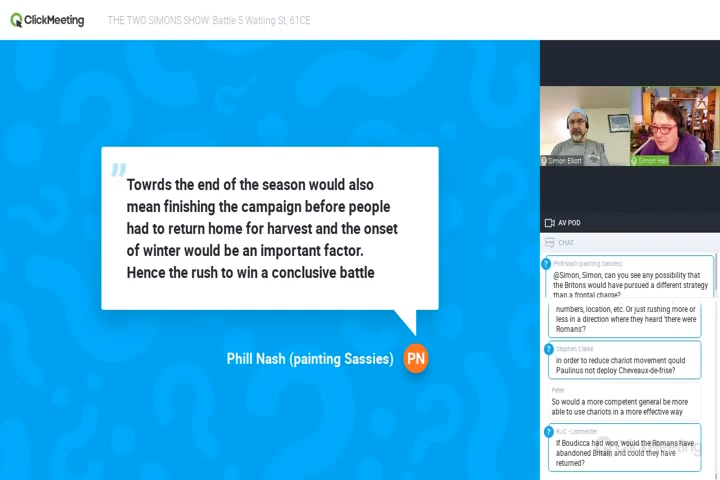 ClickMeeting
THE TWO SIMONS SHOW. Battle 5 Watling St, 61CE
Towrds the end of the season would also
mean finishing the campaign before people
had to return home for harvest and the onset
of winter would be an important factor.
Hence the rush to win a conclusive battle
Phill Nash (painting Sassies)
PN
Simon Elliott
Simon Hall
AV POD
CHAT
? Phill Nash (painting Sassies)
@Simon, Simon, can you see any possibility that
the Britons would have pursued a different strategy
than a frontal charge?
numbers, location, etc. Or just rushing more or
less in a direction where they heard 'there were
Romans'?
? Stephen Clarke
in order to reduce chariot movement qould
Paulinus not deploy Cheveaux-de-frise?
Peter
So would a more competent general be more
able to use chariots in a more effective way
? RJC - Listmeister
If Boudicca had won, would the Romans have
abandoned Britain and could they have
returned?
ClickMeeting